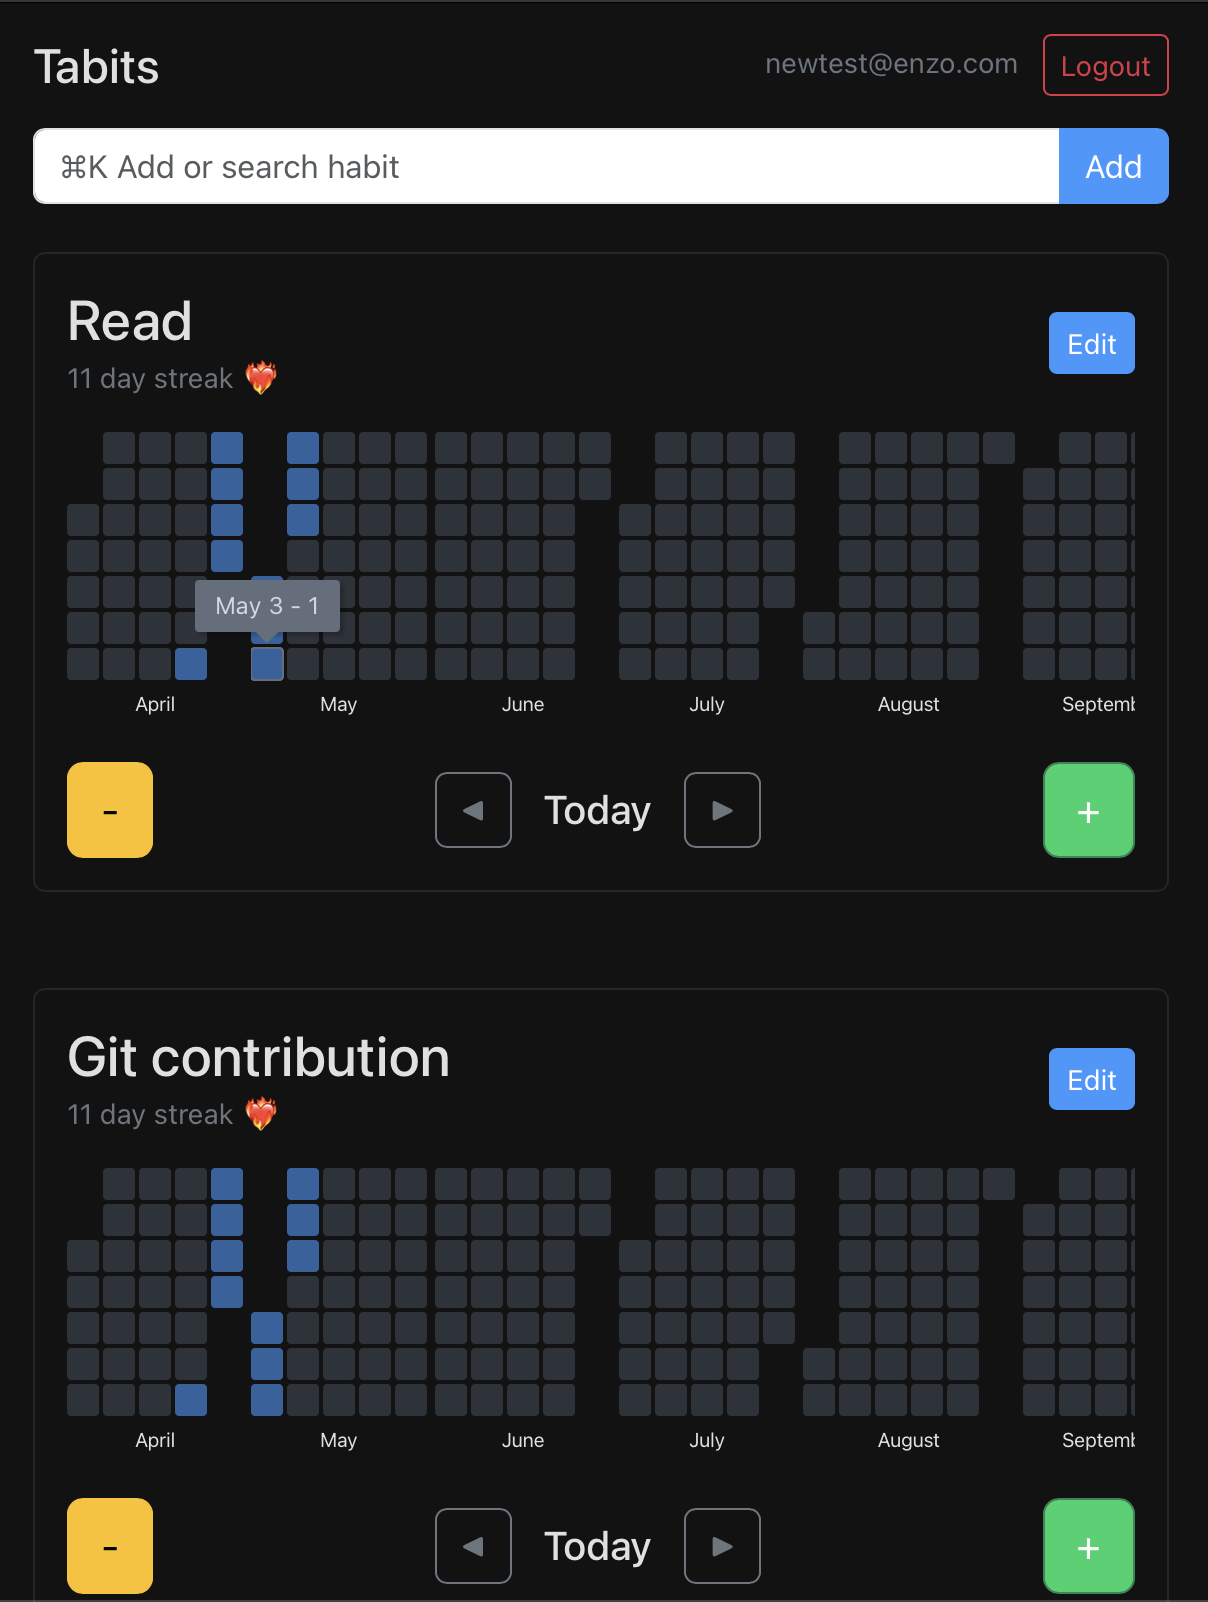 Tabits
newtest@enzo.com
Logout
⌘K Add or search habit
Add
Read
Edit
11 day streak ❤️‍🔥
May 3 - 1
April May June July August Septemb
-
◀ Today ▶
+
Git contribution
Edit
11 day streak ❤️‍🔥
April May June July August Septemb
-
◀ Today ▶
+